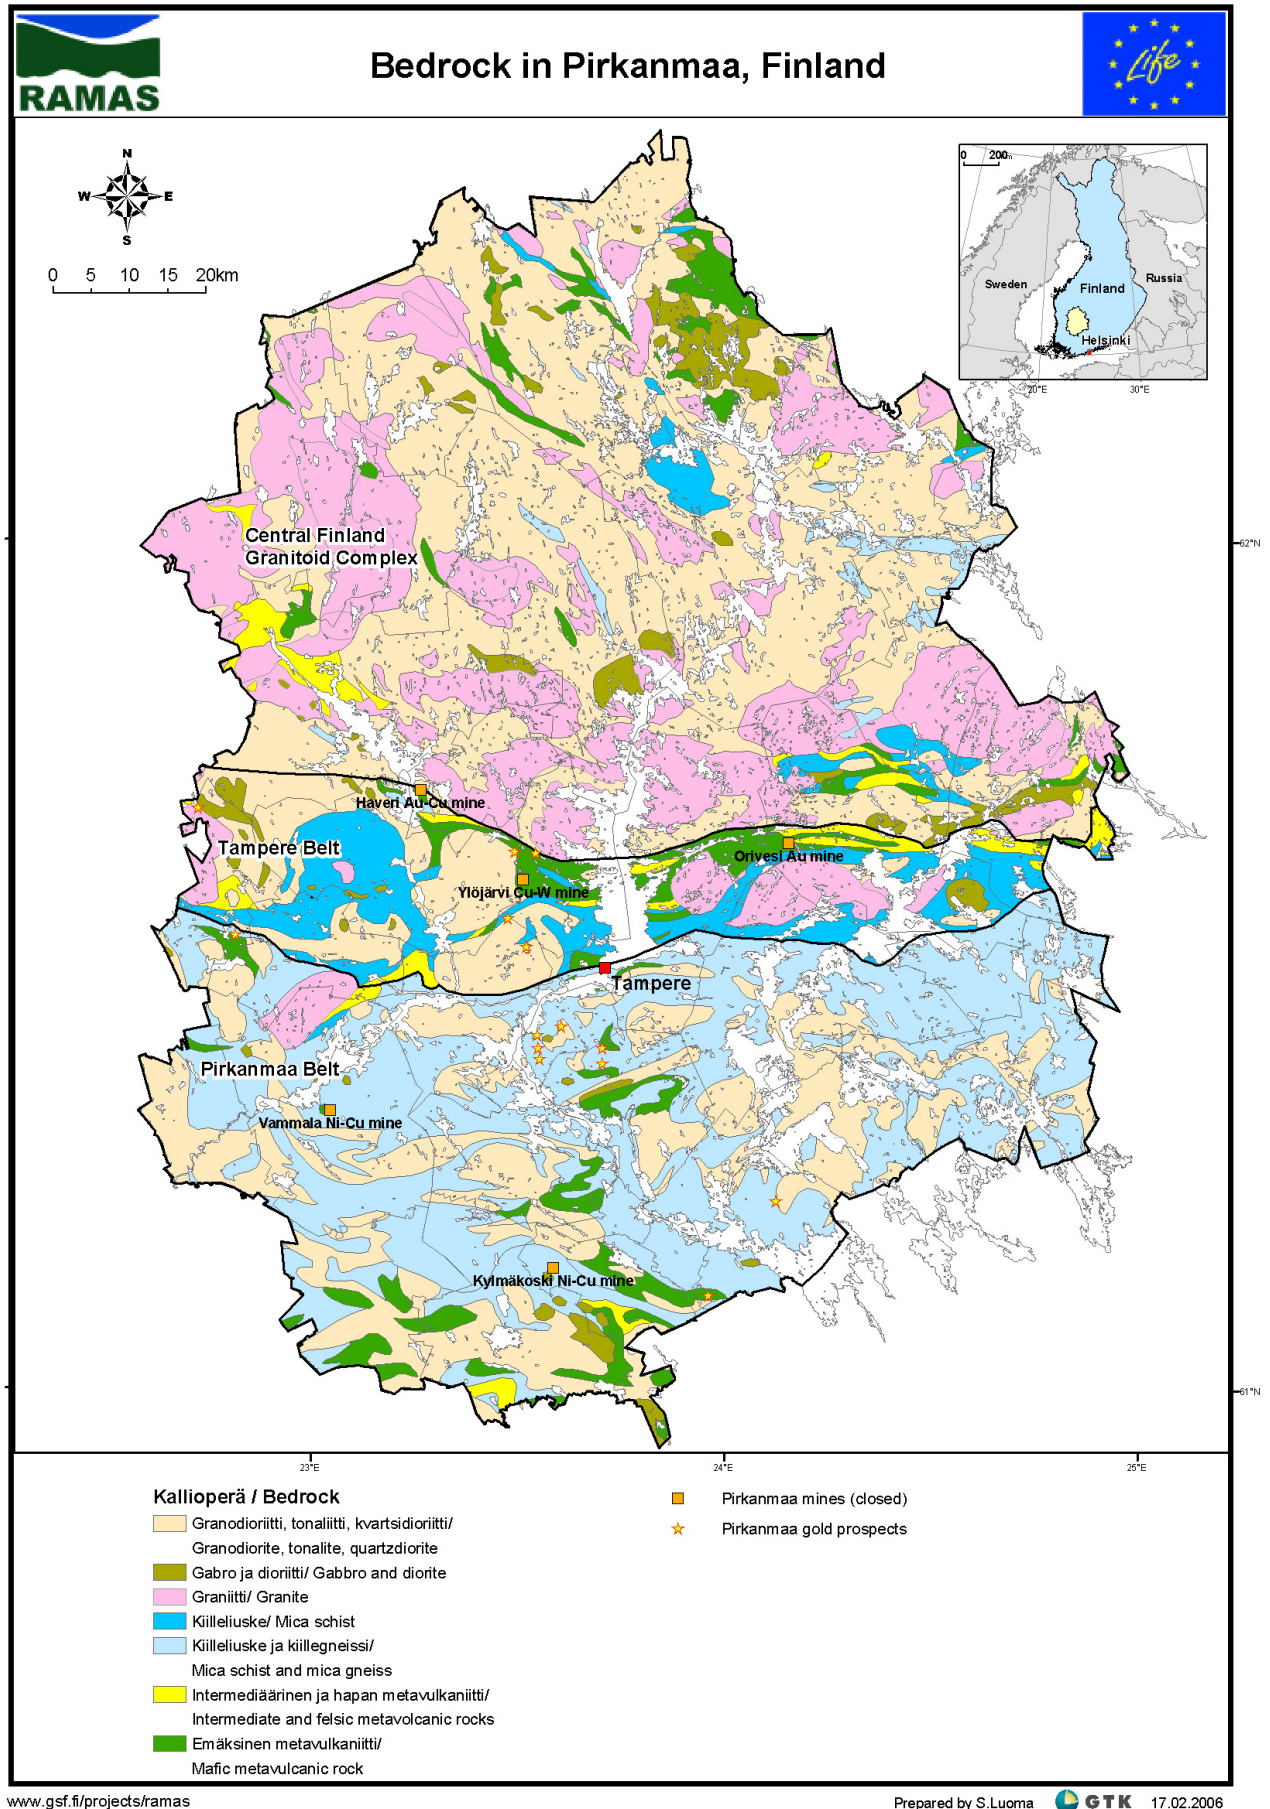 RAMAS
Bedrock in Pirkanmaa, Finland
Life
N
W E
S
0 5 10 15 20km
0 200km
Sweden
Finland
Russia
Helsinki
20°E 30°E
Central Finland
Granitoid Complex
62°N
Haveri Au-Cu mine
Tampere Belt
Orivesi Au mine
Ylöjärvi Cu-W mine
Tampere
Pirkanmaa Belt
Vammala Ni-Cu mine
Kylmäkoski Ni-Cu mine
61°N
23°E 24°E 25°E
Kallioperä / Bedrock
Granodioriitti, tonaliitti, kvartsidioriitti/
Granodiorite, tonalite, quartzdiorite
Gabro ja dioriitti/ Gabbro and diorite
Graniitti/ Granite
Kiilleliuske/ Mica schist
Kiilleliuske ja kiillegneissi/
Mica schist and mica gneiss
Intermediäärinen ja hapan metavulkaniitti/
Intermediate and felsic metavolcanic rocks
Emäksinen metavulkaniitti/
Mafic metavulcanic rock
Pirkanmaa mines (closed)
Pirkanmaa gold prospects
www.gsf.fi/projects/ramas
Prepared by S.Luoma GTK 17.02.2006